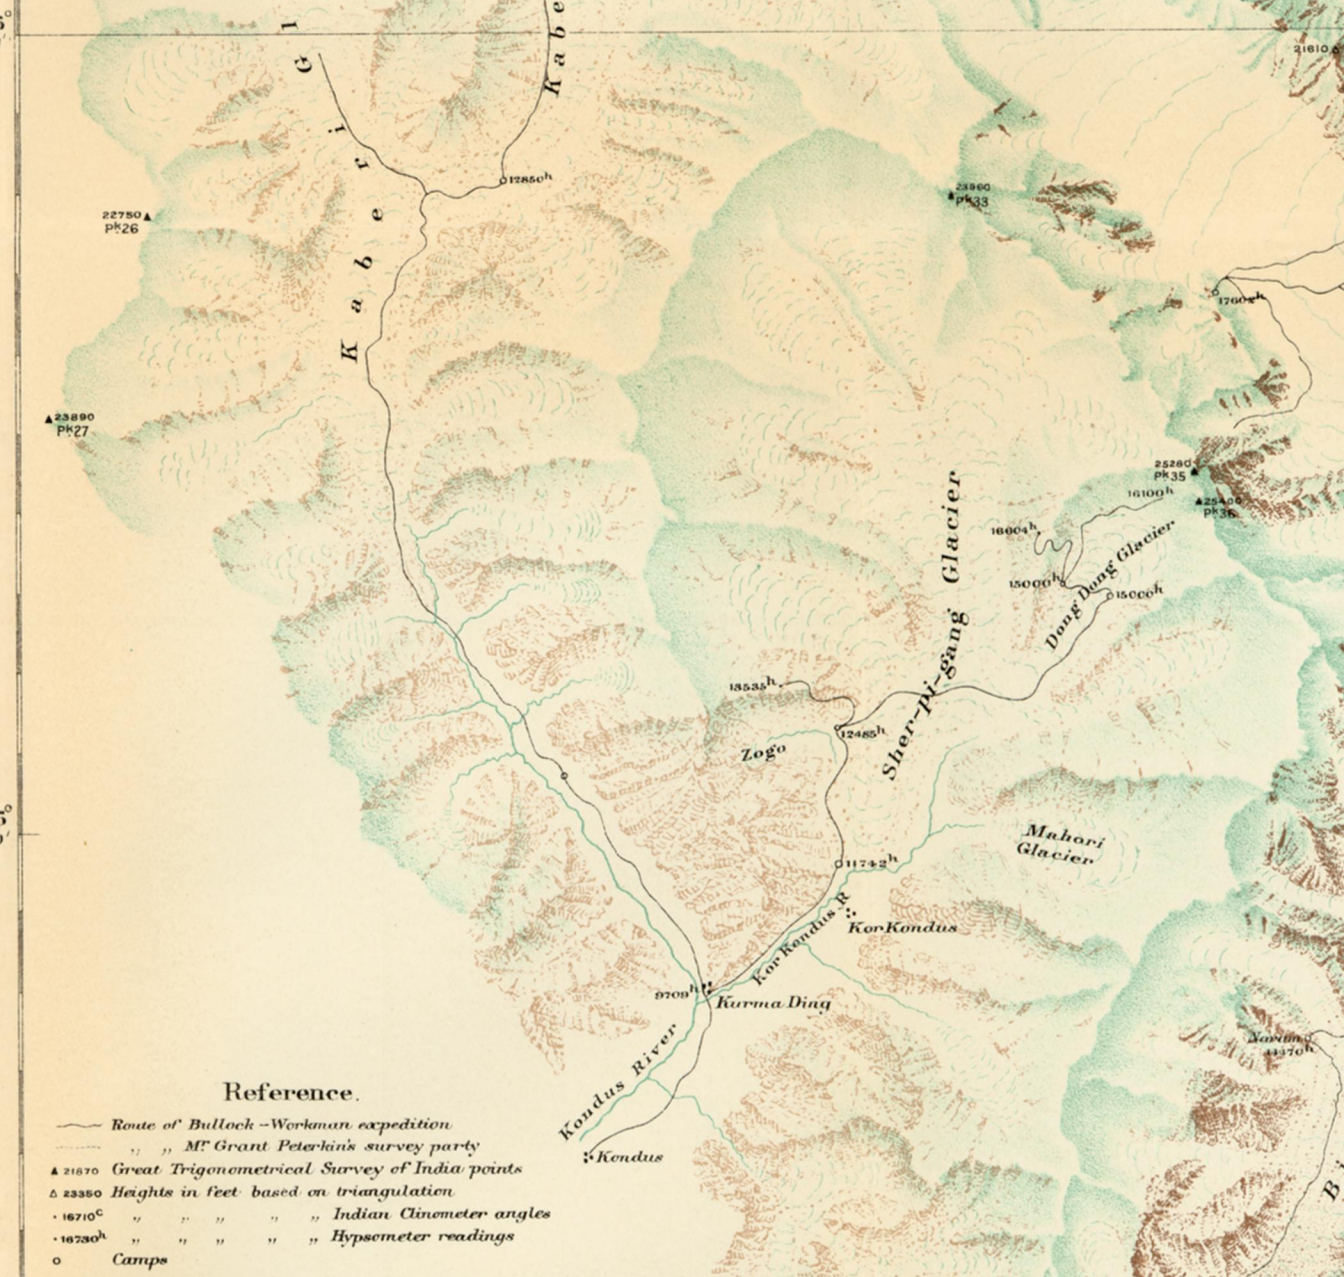 Kabe
Kaberi Gl
21610
12850h
23960
Pk33
22750
Pk26
23890
Pk27
25280
Pk35
16100h
Pk36
16604h
15000h
15000h
Dong Dong Glacier
Sher-pi-gang Glacier
13535h
12485h
Zogo
Mahori
Glacier
11742h
Kor Kondus R
Kor Kondus
9709h
Kurma Ding
Kondus River
Kondus
Bi
Reference.
Route of Bullock-Workman expedition
,, ,, Mr Grant Peterkin's survey party
21870 Great Trigonometrical Survey of India points
23350 Heights in feet based on triangulation
16710c ,, ,, ,, ,, ,, Indian Clinometer angles
16730h ,, ,, ,, ,, ,, Hypsometer readings
Camps